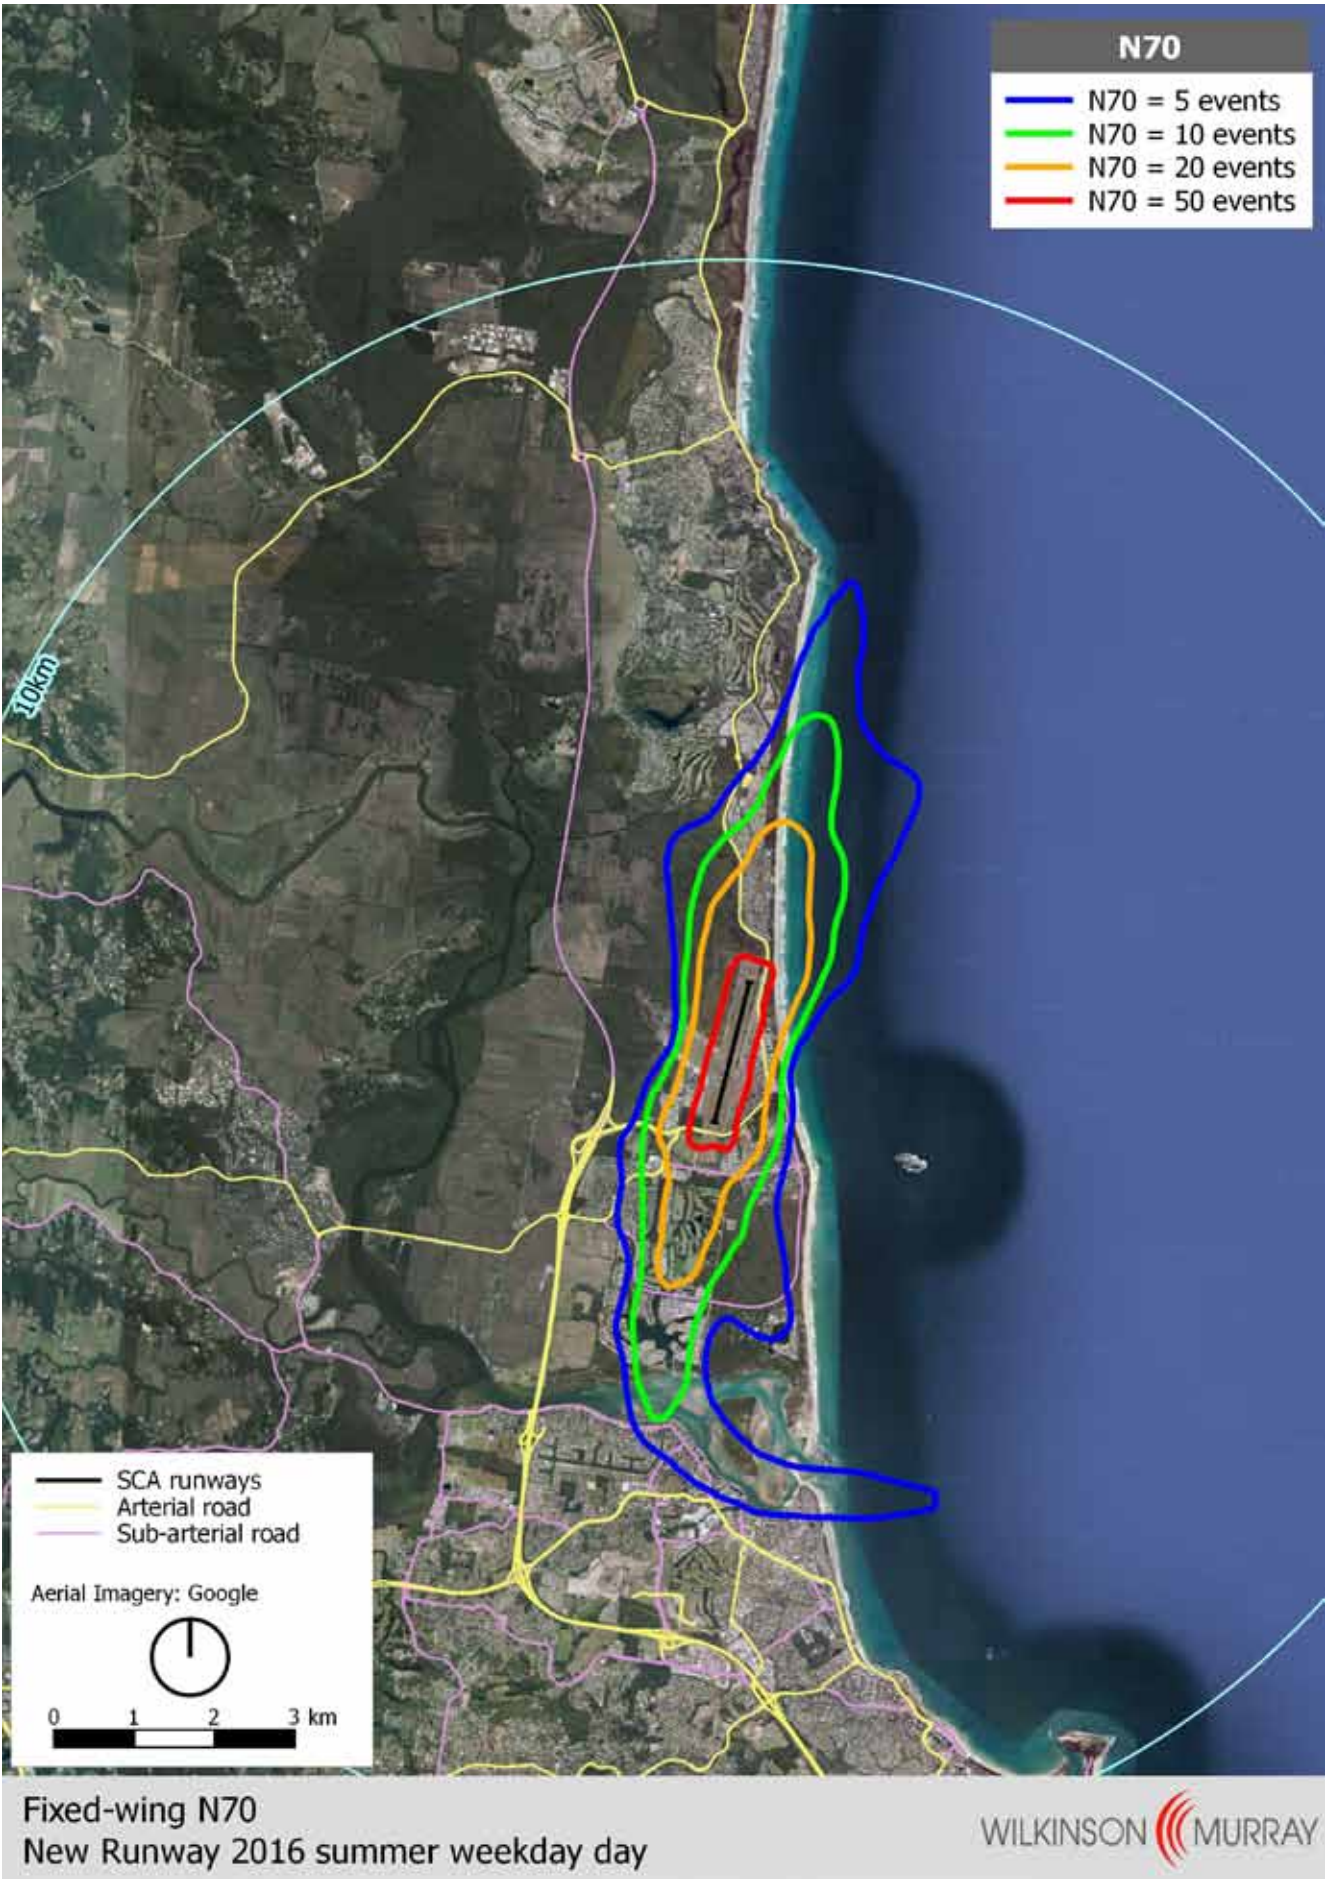 N70
N70 = 5 events
N70 = 10 events
N70 = 20 events
N70 = 50 events
10km
SCA runways
Arterial road
Sub-arterial road
Aerial Imagery: Google
0 1 2 3 km
Fixed-wing N70
New Runway 2016 summer weekday day
WILKINSON MURRAY